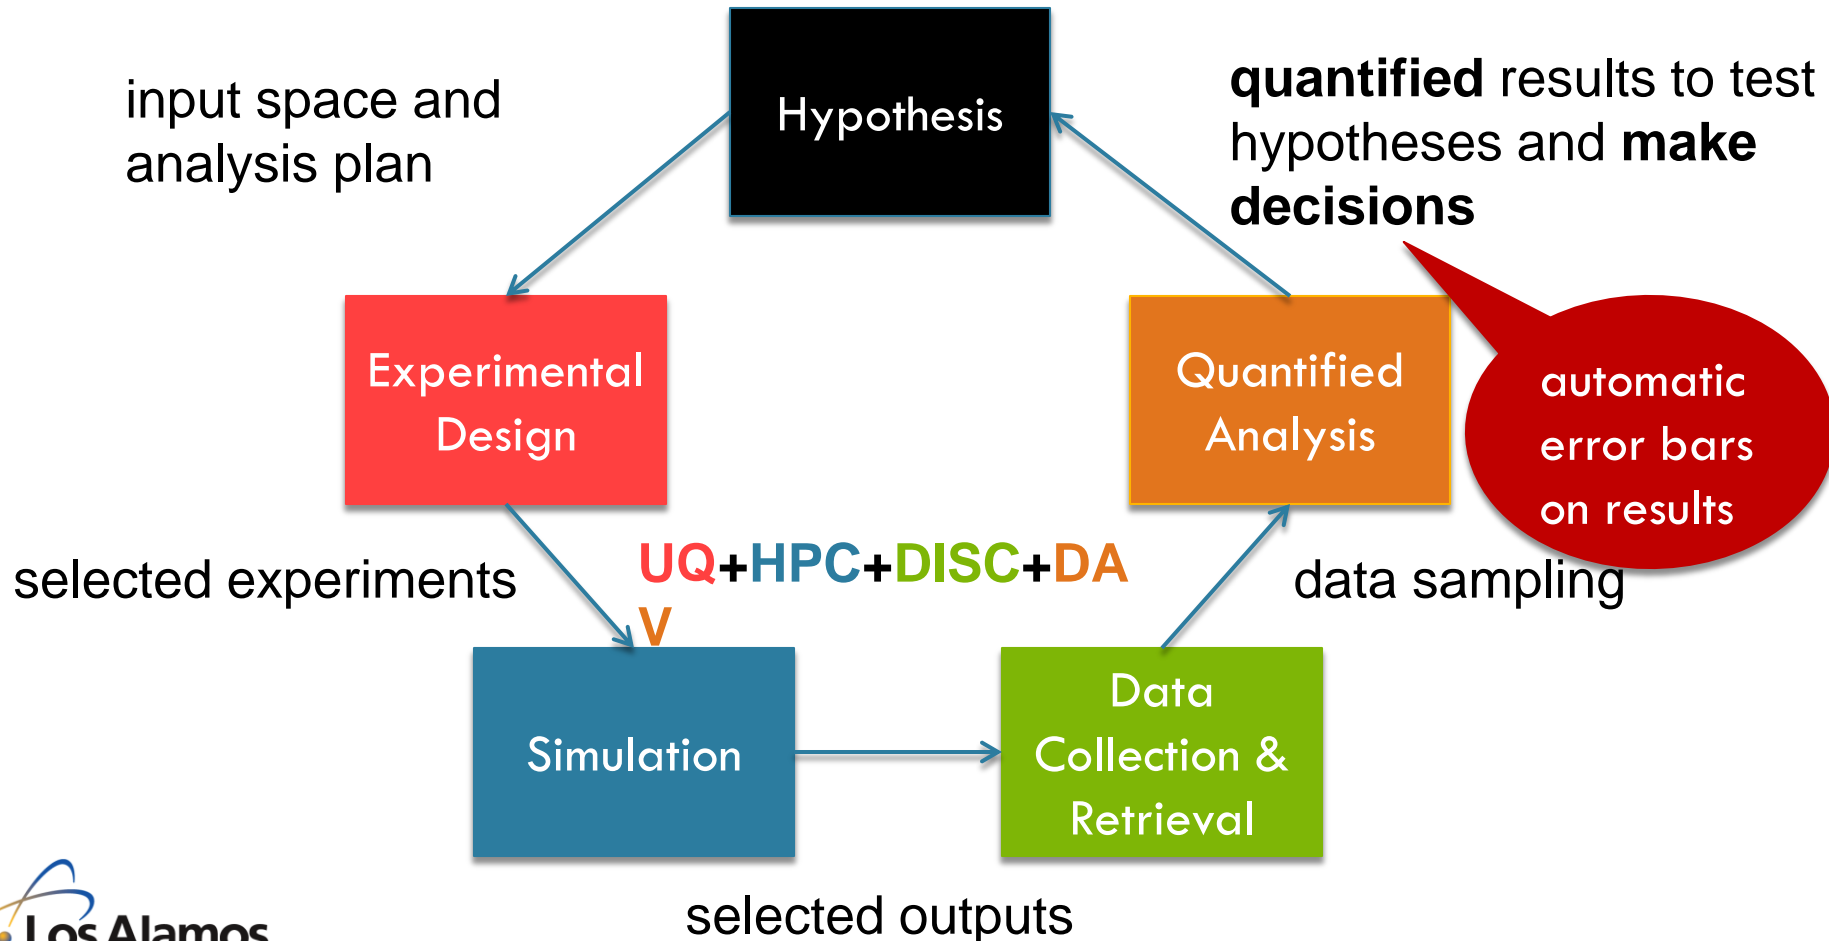 Hypothesis
input space and
analysis plan
quantified results to test
hypotheses and make
decisions
Experimental
Design
Quantified
Analysis
automatic
error bars
on results
UQ+HPC+DISC+DA
V
selected experiments
data sampling
Simulation
Data
Collection &
Retrieval
selected outputs
Los Alamos